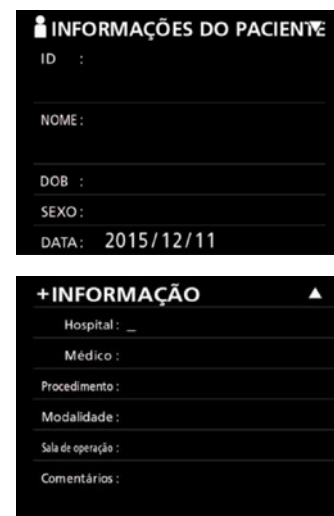 INFORMAÇÕES DO PACIENTE
ID :
NOME:
DOB :
SEXO:
DATA: 2015/12/11
+INFORMAÇÃO
Hospital: _
Médico :
Procedimento :
Modalidade :
Sala de operação :
Comentários :